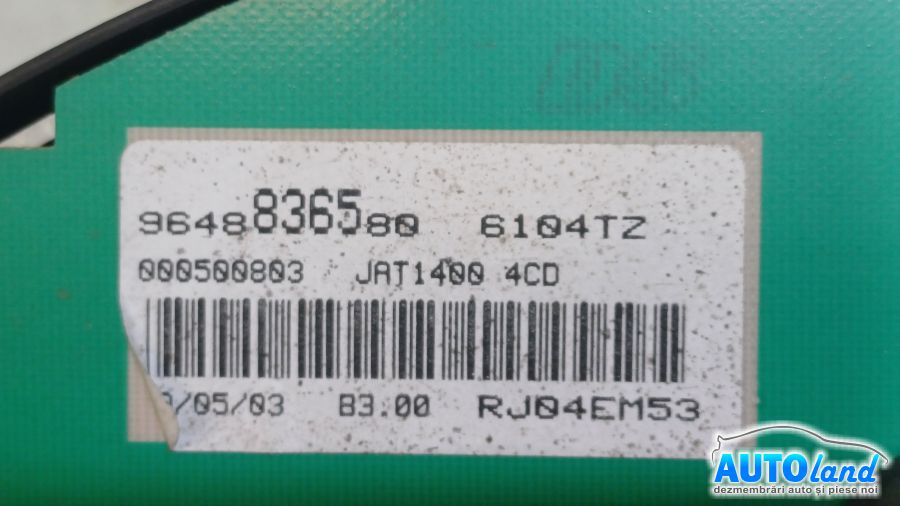 9648836580 6104TZ
000500803 JAT1400 4CD
/05/03 B3.00 RJ04EM53
AUTOland
dezmembrări auto și piese noi